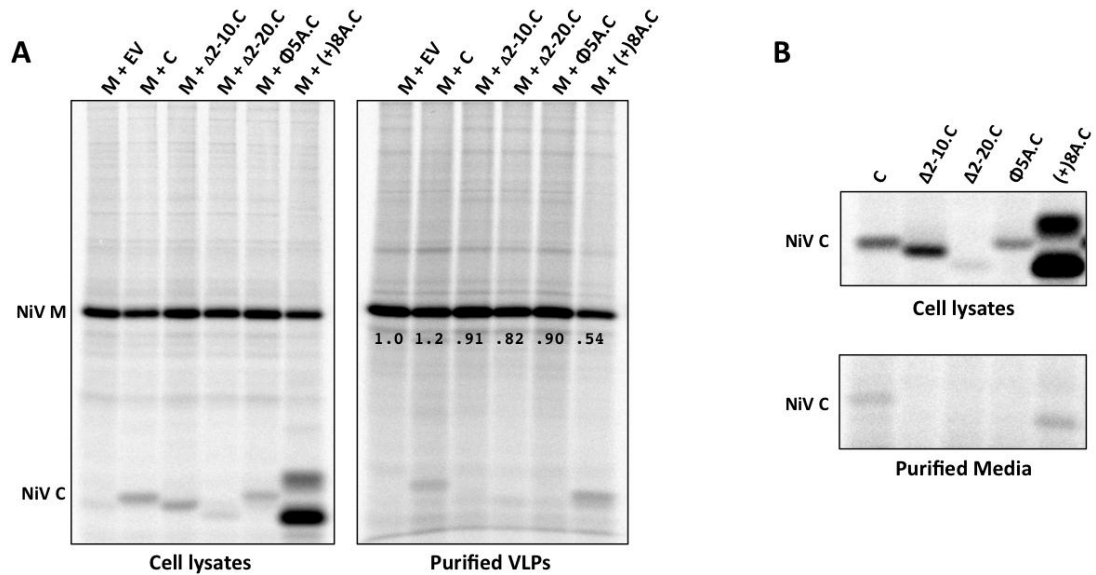 A
M + EV
M + C
M + Δ2-10.C
M + Δ2-20.C
M + Φ5A.C
M + (+)8A.C
M + EV
M + C
M + Δ2-10.C
M + Δ2-20.C
M + Φ5A.C
M + (+)8A.C
NiV M
1.0 1.2 .91 .82 .90 .54
NiV C
Cell lysates
Purified VLPs
B
C
Δ2-10.C
Δ2-20.C
Φ5A.C
(+)8A.C
NiV C
Cell lysates
NiV C
Purified Media